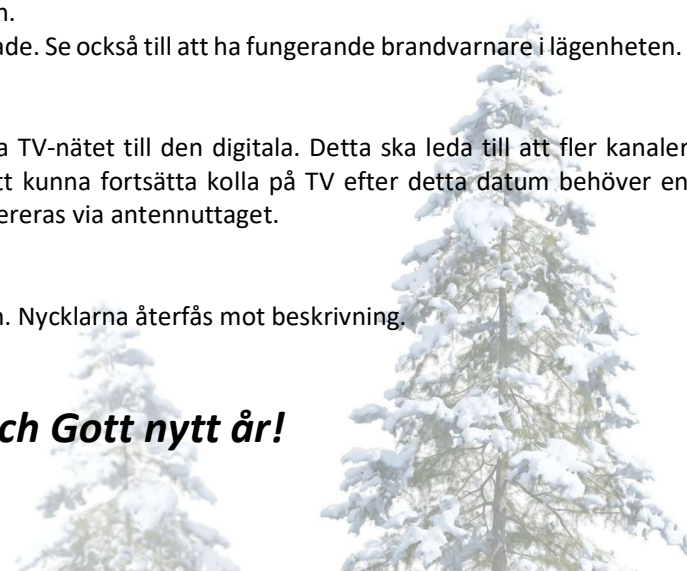 n.
ade. Se också till att ha fungerande brandvarnare i lägenheten.
a TV-nätet till den digitala. Detta ska leda till att fler kanaler
tt kunna fortsätta kolla på TV efter detta datum behöver en
ereras via antennuttaget.
n. Nycklarna återfås mot beskrivning.
ch Gott nytt år!